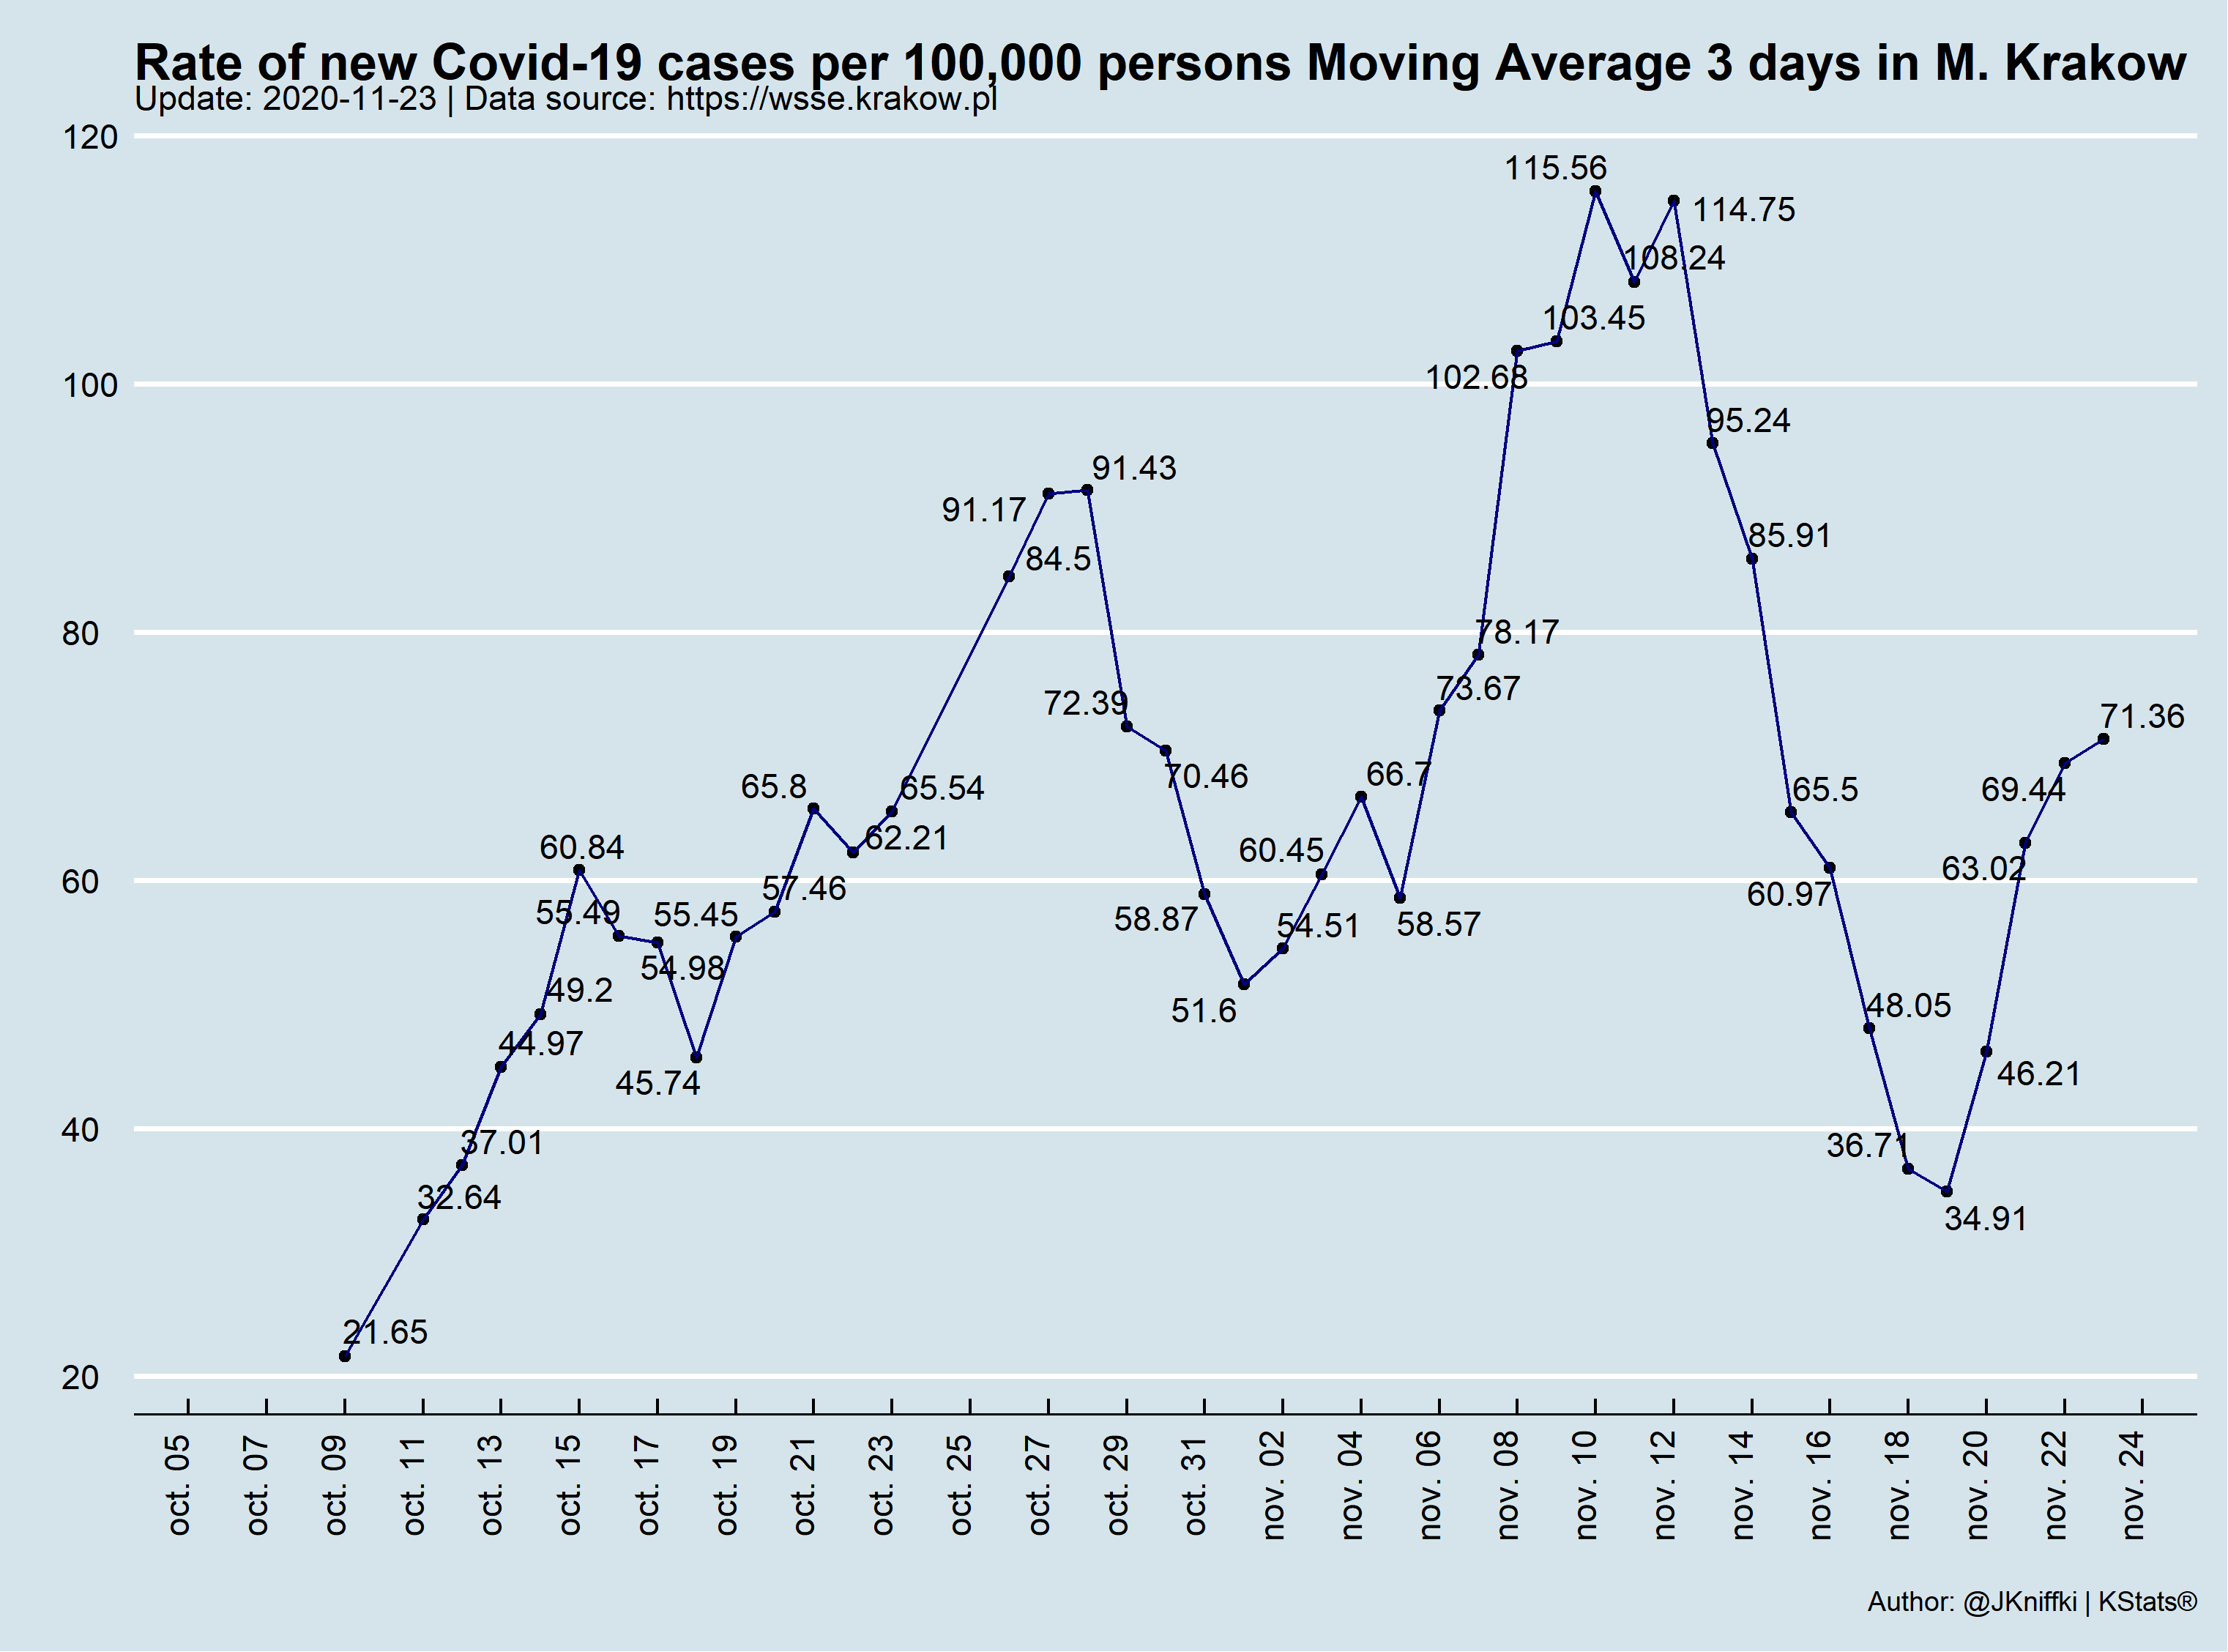 Rate of new Covid-19 cases per 100,000 persons Moving Average 3 days in M. Krakow
Update: 2020-11-23 | Data source: https://wsse.krakow.pl
120
100
80
60
40
20
21.65
32.64
37.01
44.97
49.2
60.84
55.49
54.98
45.74
55.45
57.46
65.8
62.21
65.54
84.5
91.17
91.43
72.39
70.46
58.87
51.6
54.51
60.45
66.7
58.57
73.67
78.17
102.68
103.45
115.56
108.24
114.75
95.24
85.91
65.5
60.97
48.05
36.71
34.91
46.21
63.02
69.44
71.36
oct. 05
oct. 07
oct. 09
oct. 11
oct. 13
oct. 15
oct. 17
oct. 19
oct. 21
oct. 23
oct. 25
oct. 27
oct. 29
oct. 31
nov. 02
nov. 04
nov. 06
nov. 08
nov. 10
nov. 12
nov. 14
nov. 16
nov. 18
nov. 20
nov. 22
nov. 24
Author: @JKniffki | KStats®